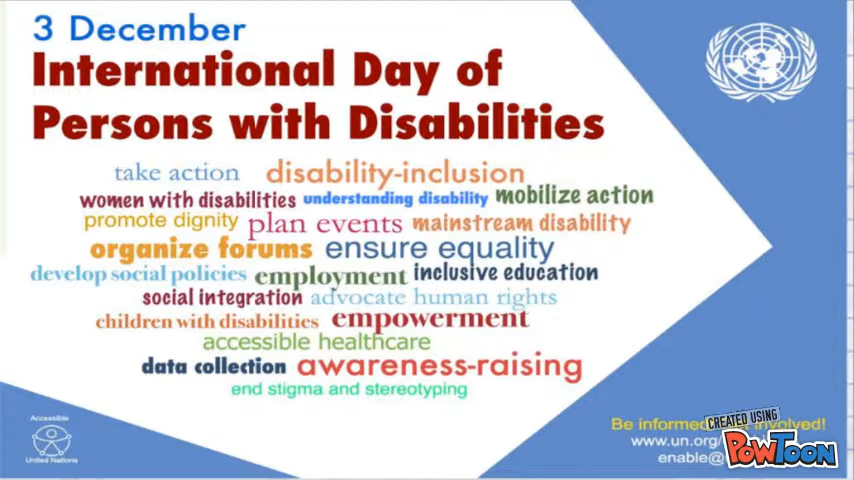 3 December
International Day of
Persons with Disabilities
take action disability-inclusion
women with disabilities understanding disability mobilize action
promote dignity plan events mainstream disability
organize forums ensure equality
develop social policies employment inclusive education
social integration advocate human rights
children with disabilities empowerment
accessible healthcare
data collection awareness-raising
end stigma and stereotyping
Accessible
United Nations
Be informed! involved!
www.un.org/
enable@
CREATED USING
PowToon